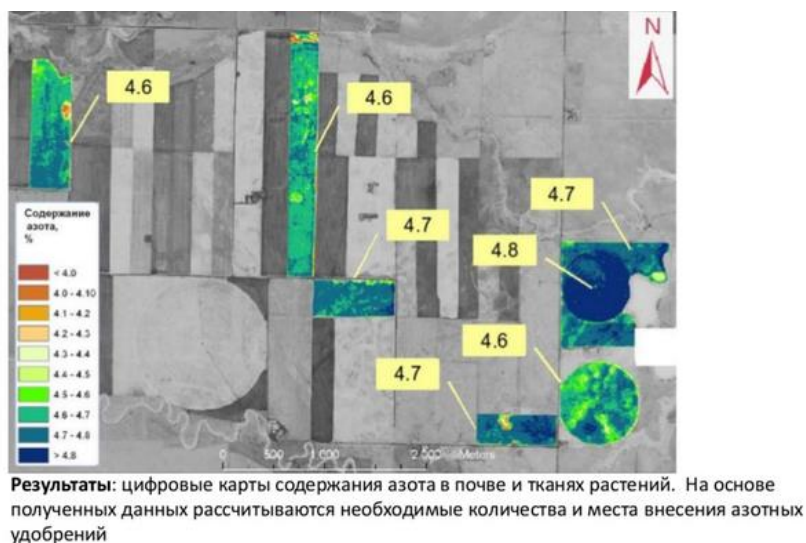 N
4.6
4.6
4.7
4.7
4.8
4.6
4.7
Содержание
азота,
%
< 4.0
4.0 - 4.10
4.1 - 4.2
4.2 - 4.3
4.3 - 4.4
4.4 - 4.5
4.5 - 4.6
4.6 - 4.7
4.7 - 4.8
> 4.8
0 500 1 000 2 500 Meters
Результаты: цифровые карты содержания азота в почве и тканях растений. На основе
полученных данных рассчитываются необходимые количества и места внесения азотных
удобрений